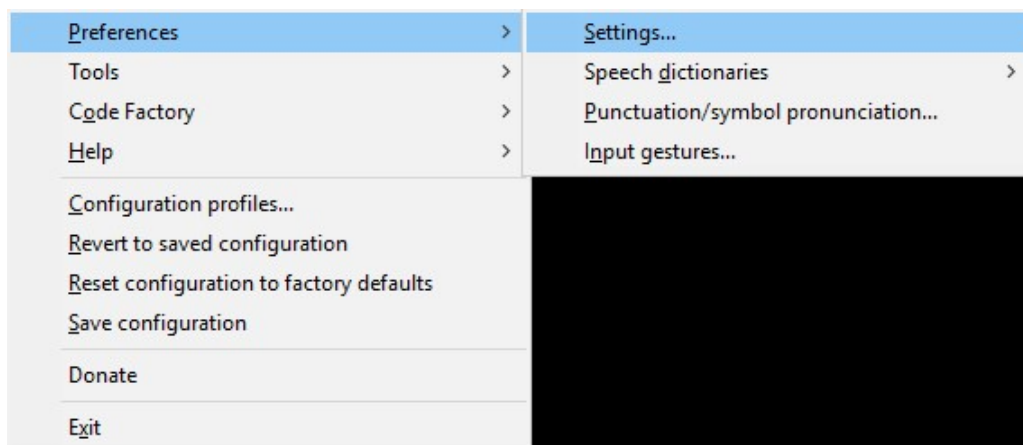 Preferences
Tools
Code Factory
Help
Configuration profiles...
Revert to saved configuration
Reset configuration to factory defaults
Save configuration
Donate
Exit
Settings...
Speech dictionaries
Punctuation/symbol pronunciation...
Input gestures...